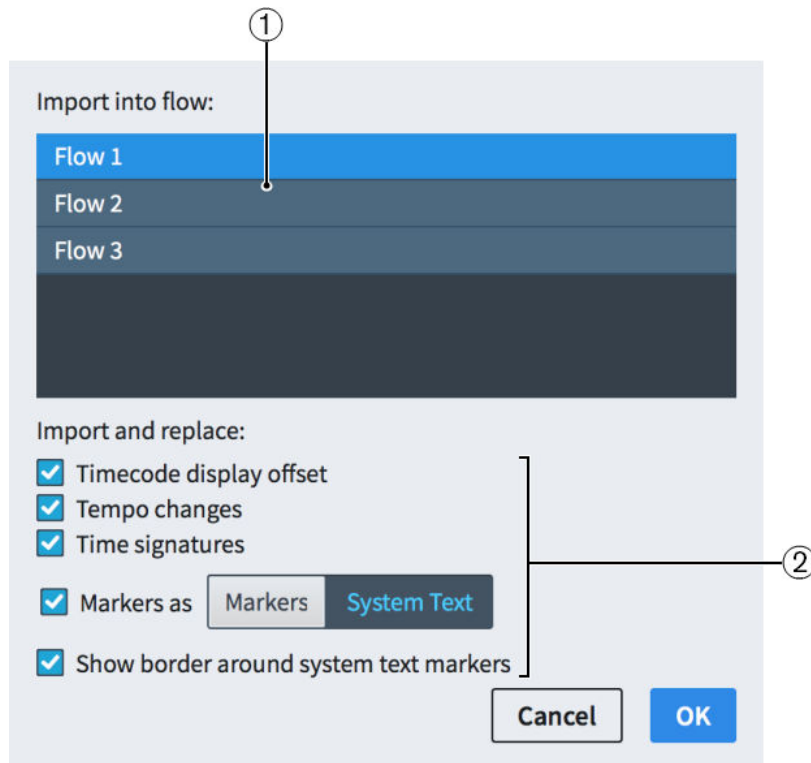 ①
Import into flow:
Flow 1
Flow 2
Flow 3
Import and replace:
Timecode display offset
Tempo changes
Time signatures
②
Markers as Markers System Text
Show border around system text markers
Cancel OK